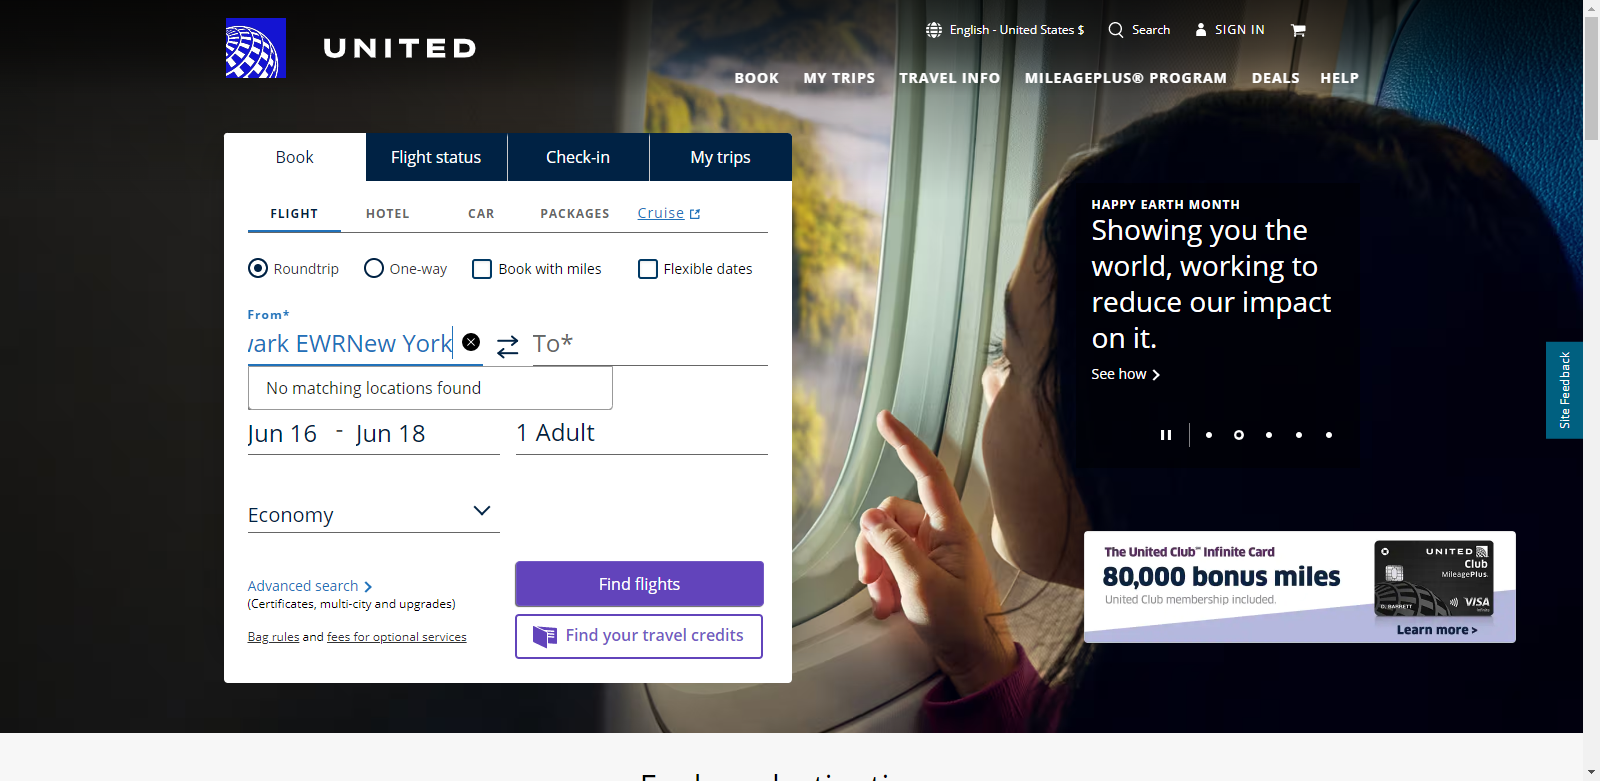 UNITED
English - United States $
Search
SIGN IN
BOOK
MY TRIPS
TRAVEL INFO
MILEAGEPLUS® PROGRAM
DEALS
HELP
Book
Flight status
Check-in
My trips
FLIGHT
HOTEL
CAR
PACKAGES
Cruise
Roundtrip
One-way
Book with miles
Flexible dates
From*
ark EWRNew York
To*
No matching locations found
Jun 16 - Jun 18
1 Adult
Economy
Advanced search
(Certificates, multi-city and upgrades)
Bag rules and fees for optional services
Find flights
Find your travel credits
HAPPY EARTH MONTH
Showing you the
world, working to
reduce our impact
on it.
See how
Site Feedback
The United Club℠ Infinite Card
80,000 bonus miles
United Club membership included.
UNITED
Club
MileagePlus.
D. BARRETT
VISA
Infinite
Learn more >